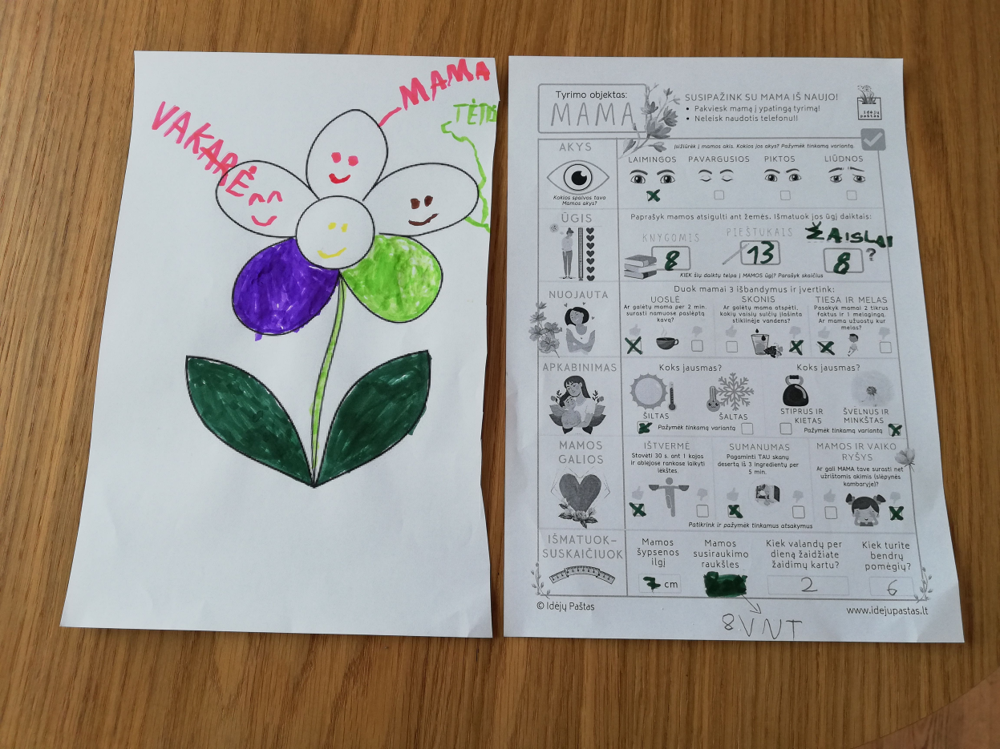 VAKARĖ
MAMA
TĖTIS
Tyrimo objektas:
MAMA
SUSIPAŽINK SU MAMA IŠ NAUJO!
• Pakviesk mamą į ypatingą tyrimą!
• Neleisk naudotis telefonu!!
idėjų
paštas
AKYS
Kokios spalvos tavo
Mamos akys?
Įsižiūrėk į mamos akis. Kokios jos akys? Pažymėk tinkamą variantą.
LAIMINGOS PAVARGUSIOS PIKTOS LIŪDNOS
X
ŪGIS
Paprašyk mamos atsigulti ant žemės. Išmatuok jos ūgį daiktais:
KNYGOMIS PIEŠTUKAIS ŽAISLAI
8 13 8 ?
KIEK šių daiktų telpa į MAMOS ūgį? Parašyk skaičius
NUOJAUTA
Duok mamai 3 išbandymus ir įvertink:
UOSLĖ
Ar galėtų mama per 2 min.
surasti namuose paslėptą
kavą?
X
SKONIS
Ar galėtų mama atspėti,
kokių vaisių sulčių įlašinta
stiklinėje vandens?
X
TIESA IR MELAS
Pasakyk mamai 2 tikrus
faktus ir 1 melagingą.
Ar mama užuostų kur
melas?
X
APKABINIMAS
Koks jausmas? Koks jausmas?
ŠILTAS ŠALTAS STIPRUS IR
KIETAS
ŠVELNUS IR
MINKŠTAS
X Pažymėk tinkamą variantą Pažymėk tinkamą variantą X
MAMOS
GALIOS
IŠTVERMĖ
Stovėti 30 s. ant 1 kojos
ir abiejose rankose laikyti
lėkštes.
X
SUMANUMAS
Pagaminti TAU skanų
desertą iš 3 ingredientų per
5 min.
X
MAMOS IR VAIKO
RYŠYS
Ar gali MAMA tave surasti net
užrištomis akimis (slėpynės
kambaryje)?
X
Patikrink ir pažymėk tinkamus atsakymus
IŠMATUOK-
SUSKAIČIUOK
Mamos
šypsenos
ilgį
7 cm
Mamos
susiraukimo
raukšles
Kiek valandų per
dieną žaidžiate
žaidimų kartu?
2
Kiek turite
bendrų
pomėgių?
6
© Idėjų Paštas
8 VNT
www.idejupastas.lt